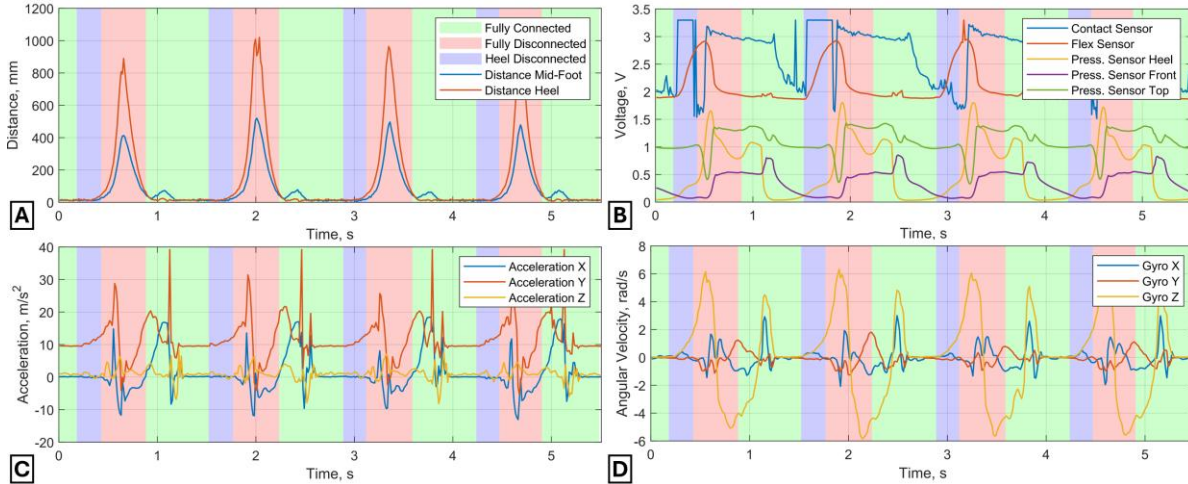 1200
1000
800
600
400
200
0
Distance, mm
Fully Connected
Fully Disconnected
Heel Disconnected
Distance Mid-Foot
Distance Heel
0 1 2 3 4 5
Time, s
A
3.5
3
2.5
2
1.5
1
0.5
0
Voltage, V
Contact Sensor
Flex Sensor
Press. Sensor Heel
Press. Sensor Front
Press. Sensor Top
0 1 2 3 4 5
Time, s
B
40
30
20
10
0
-10
-20
Acceleration, m/s²
Acceleration X
Acceleration Y
Acceleration Z
0 1 2 3 4 5
Time, s
C
8
6
4
2
0
-2
-4
-6
Angular Velocity, rad/s
Gyro X
Gyro Y
Gyro Z
0 1 2 3 4 5
Time, s
D